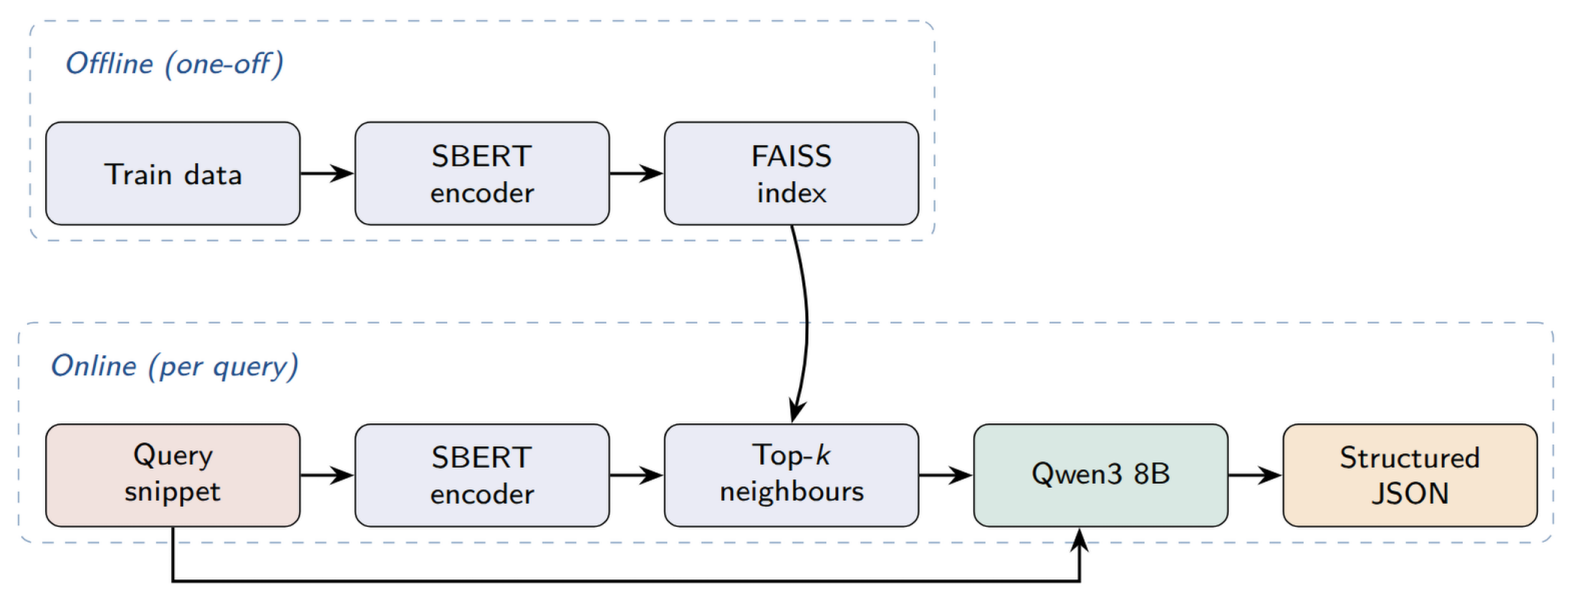 Offline (one-off)
Train data
SBERT
encoder
FAISS
index
Online (per query)
Query
snippet
SBERT
encoder
Top-k
neighbours
Qwen3 8B
Structured
JSON